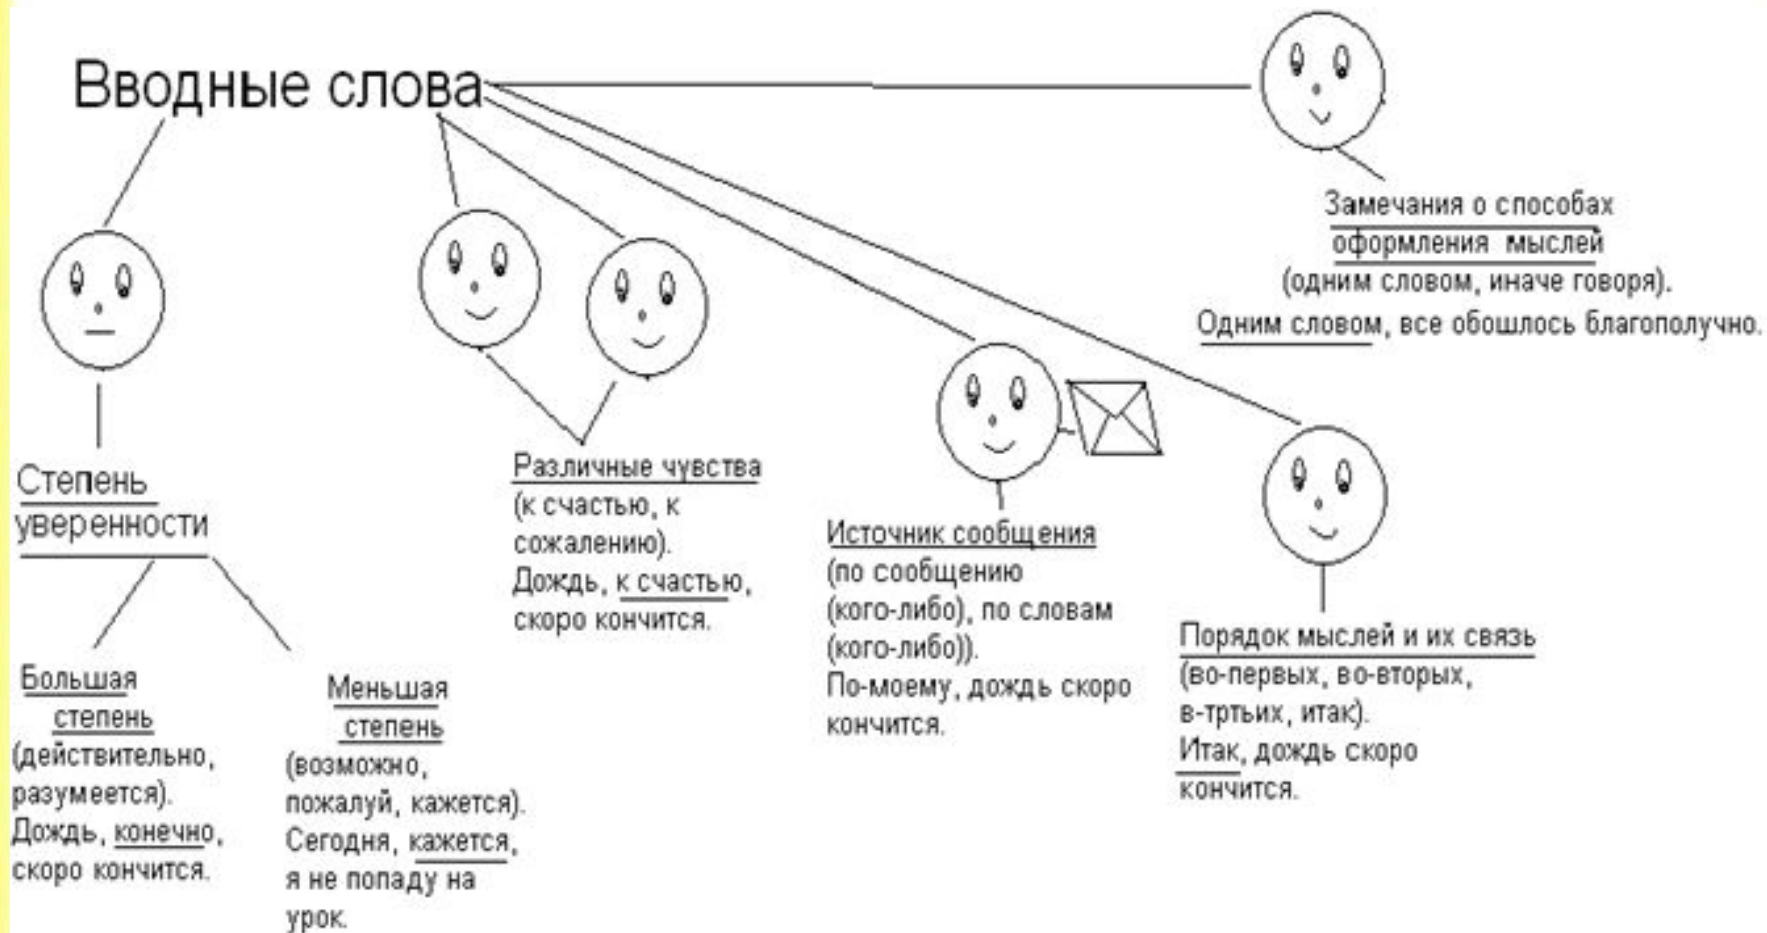 Вводные слова
Степень
уверенности
Большая
степень
(действительно,
разумеется).
Дождь, конечно,
скоро кончится.
Меньшая
степень
(возможно,
пожалуй, кажется).
Сегодня, кажется,
я не попаду на
урок.
Различные чувства
(к счастью, к
сожалению).
Дождь, к счастью,
скоро кончится.
Источник сообщения
(по сообщению
(кого-либо), по словам
(кого-либо)).
По-моему, дождь скоро
кончится.
Порядок мыслей и их связь
(во-первых, во-вторых,
в-тртьих, итак).
Итак, дождь скоро
кончится.
Замечания о способах
оформления мыслей
(одним словом, иначе говоря).
Одним словом, все обошлось благополучно.